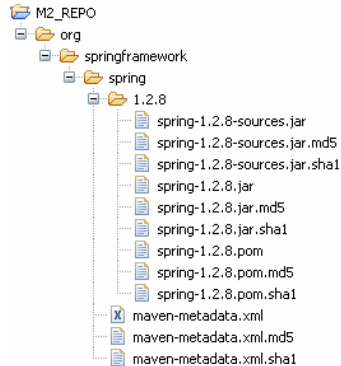 M2_REPO
org
springframework
spring
1.2.8
spring-1.2.8-sources.jar
spring-1.2.8-sources.jar.md5
spring-1.2.8-sources.jar.sha1
spring-1.2.8.jar
spring-1.2.8.jar.md5
spring-1.2.8.jar.sha1
spring-1.2.8.pom
spring-1.2.8.pom.md5
spring-1.2.8.pom.sha1
maven-metadata.xml
maven-metadata.xml.md5
maven-metadata.xml.sha1